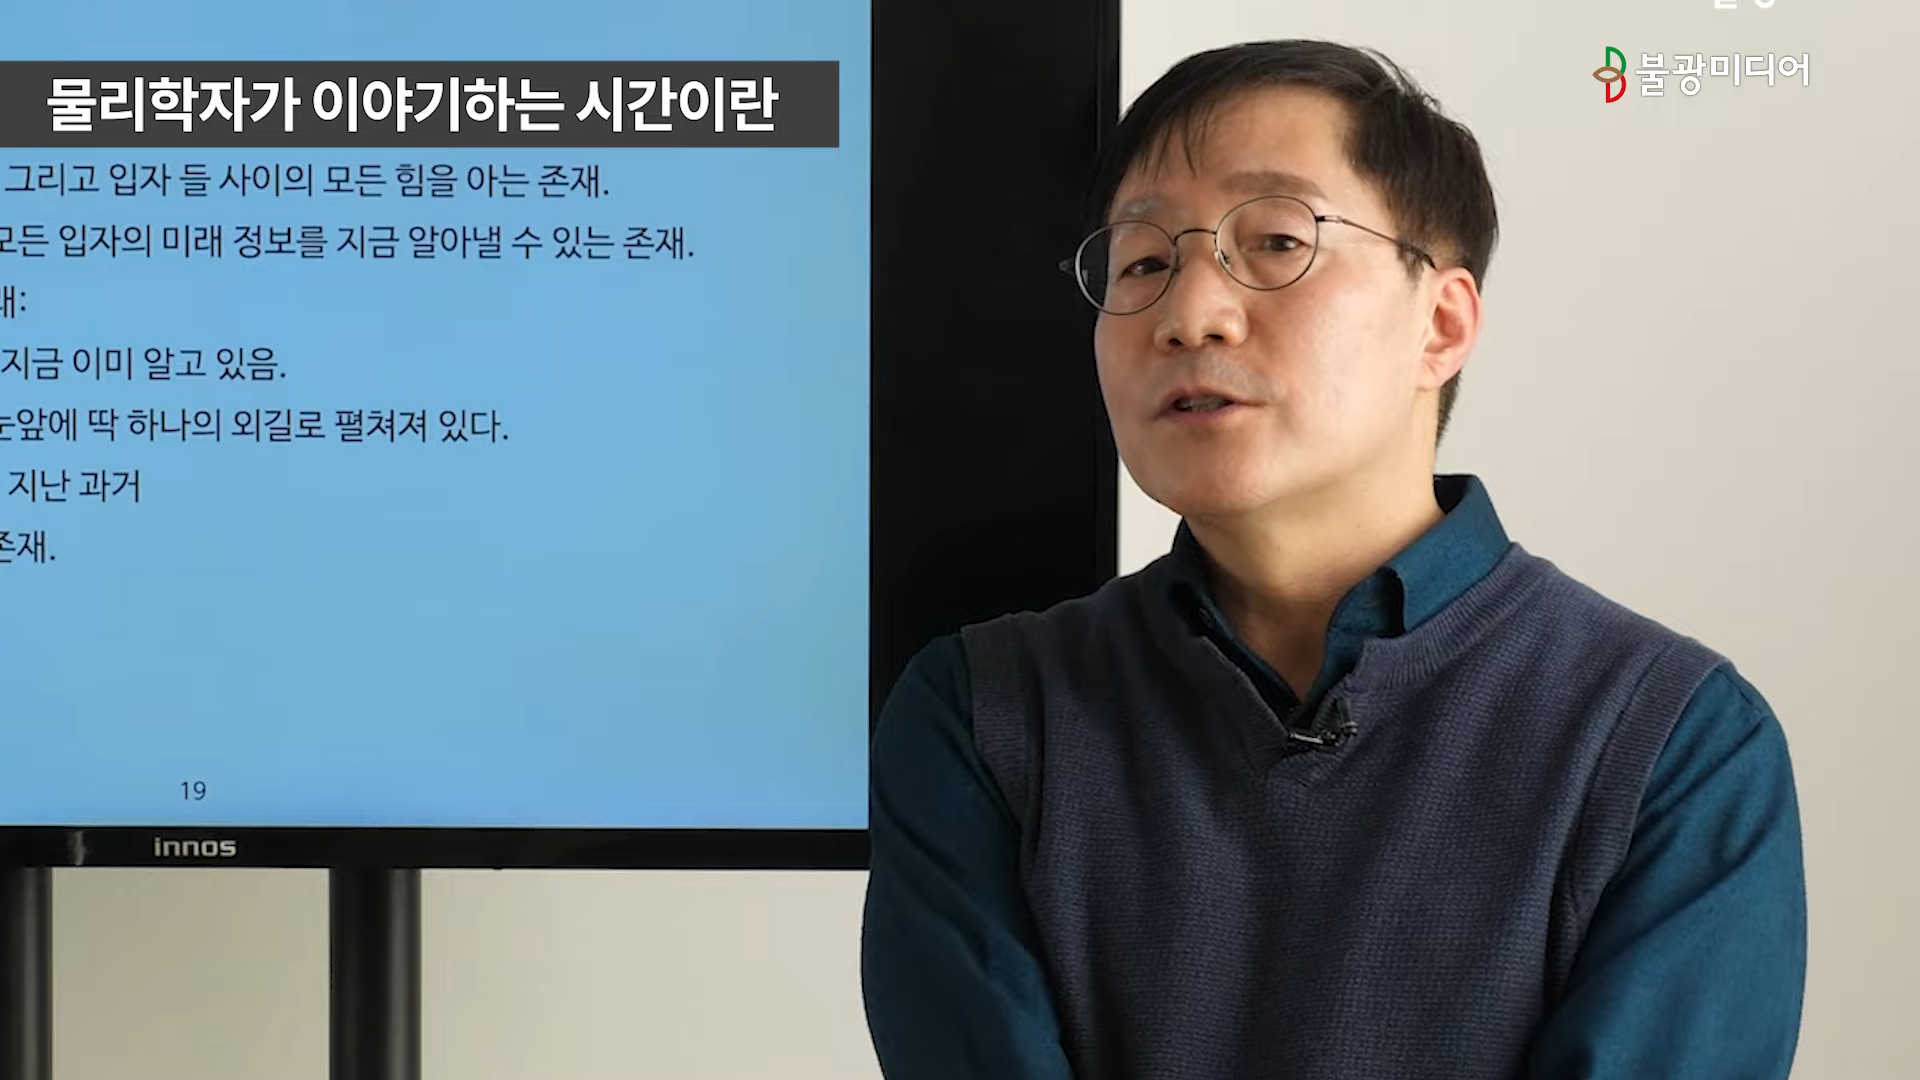 불광미디어
물리학자가 이야기하는 시간이란
그리고 입자 들 사이의 모든 힘을 아는 존재.
모든 입자의 미래 정보를 지금 알아낼 수 있는 존재.
지금 이미 알고 있음.
눈앞에 딱 하나의 외길로 펼쳐져 있다.
지난 과거
존재.
19
innos